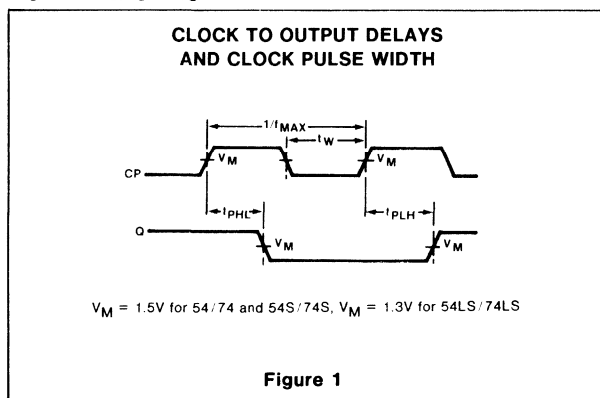 CLOCK TO OUTPUT DELAYS
AND CLOCK PULSE WIDTH
1/fMAX
tW
VM
VM
CP
tPHL
tPLH
Q
VM
VM
VM = 1.5V for 54/74 and 54S/74S, VM = 1.3V for 54LS/74LS
Figure 1